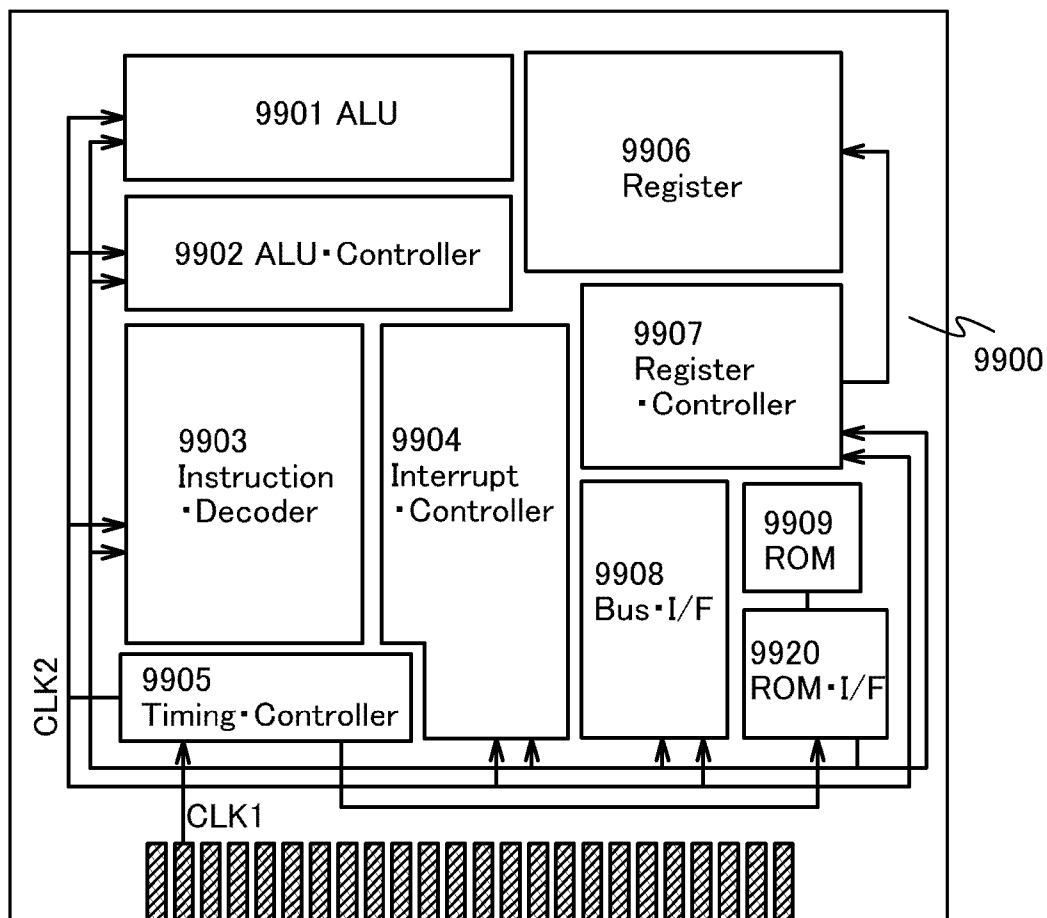 9901 ALU
9906
Register
9902 ALU・Controller
9907
Register
・Controller
9900
9903
Instruction
・Decoder
9904
Interrupt
・Controller
9908
Bus・I/F
9909
ROM
9920
ROM・I/F
CLK2
9905
Timing・Controller
CLK1